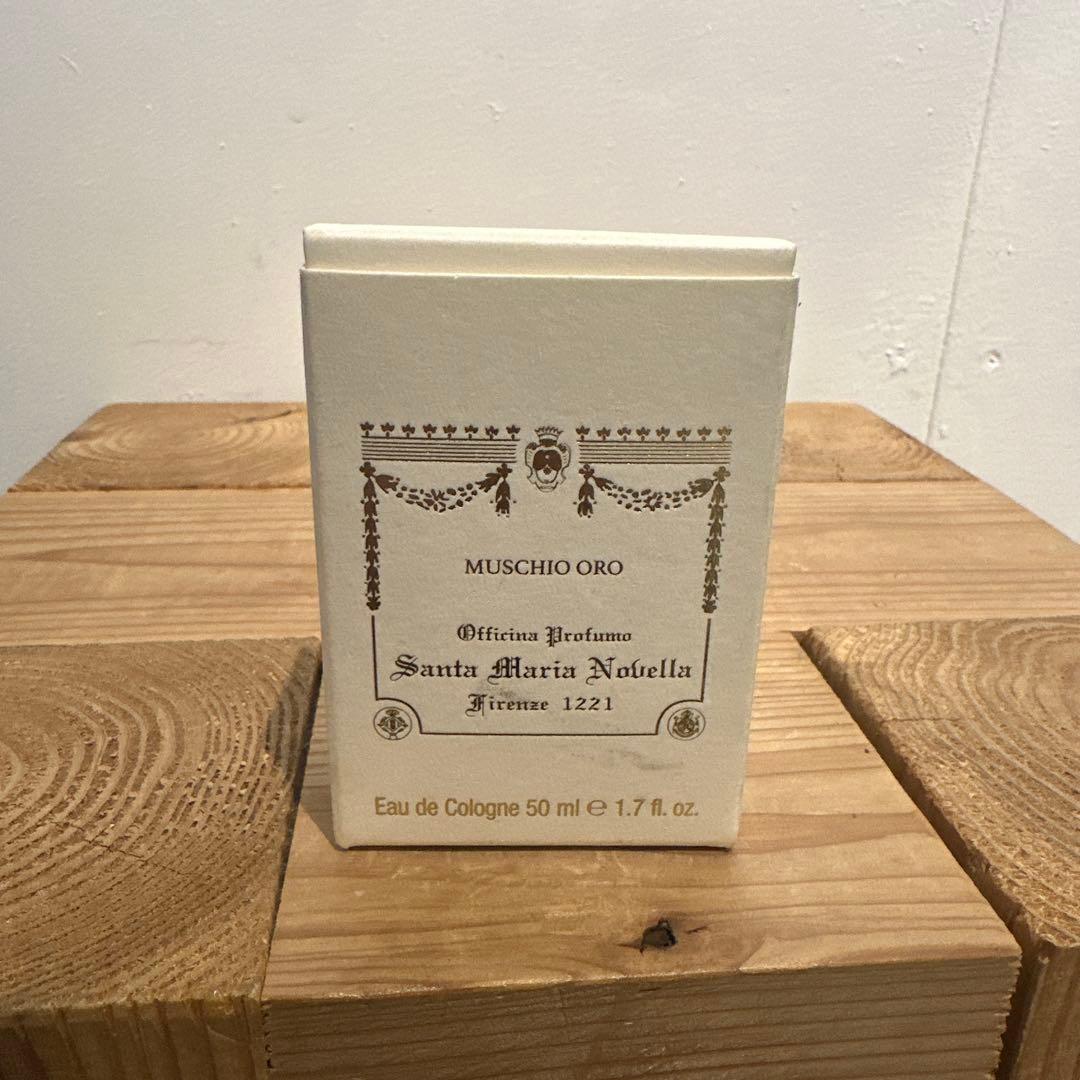 MUSCHIO ORO
Officina Profumo
Santa Maria Novella
Firenze 1221
Eau de Cologne 50 ml ℮ 1.7 fl. oz.